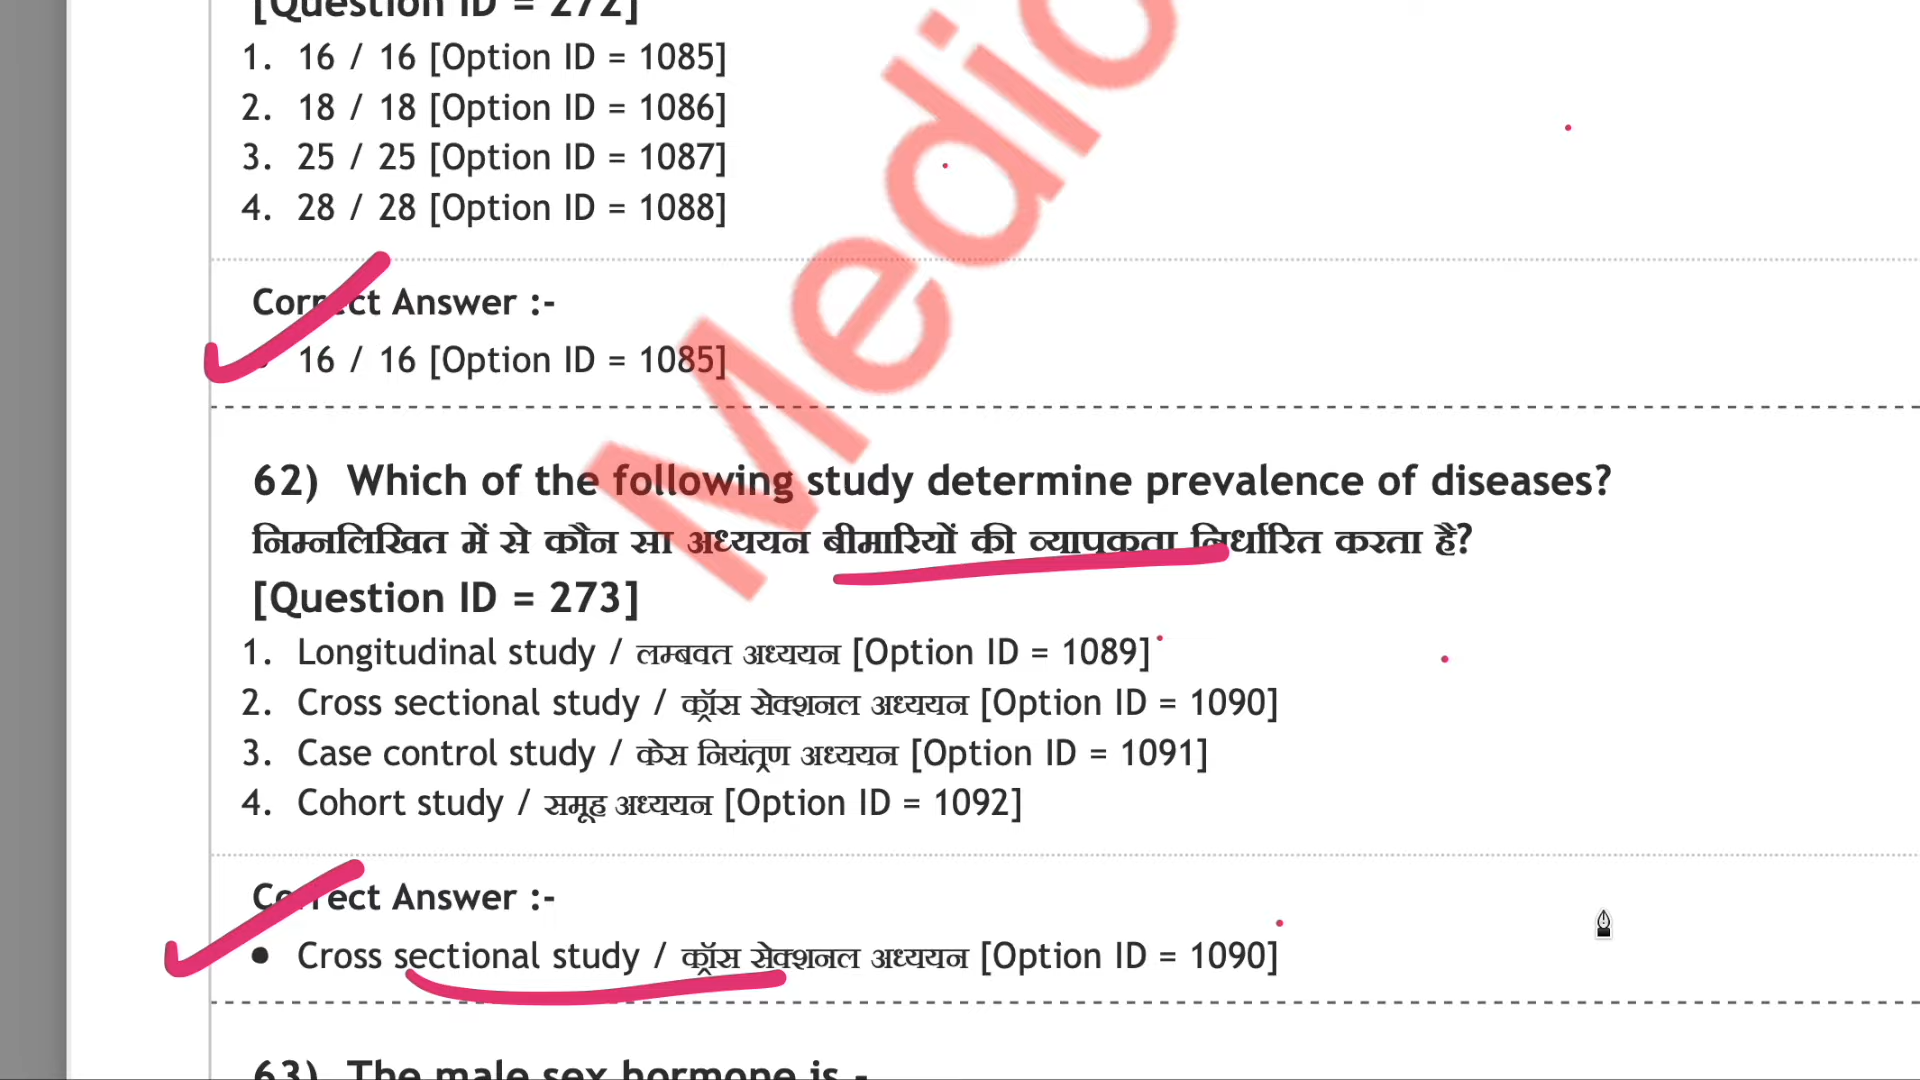 [Question ID = 272]
1. 16 / 16 [Option ID = 1085]
2. 18 / 18 [Option ID = 1086]
3. 25 / 25 [Option ID = 1087]
4. 28 / 28 [Option ID = 1088]
Correct Answer :-
• 16 / 16 [Option ID = 1085]
Medic
62) Which of the following study determine prevalence of diseases?
निम्नलिखित में से कौन सा अध्ययन बीमारियों की व्यापकता निर्धारित करता है?
[Question ID = 273]
1. Longitudinal study / लम्बवत अध्ययन [Option ID = 1089]
2. Cross sectional study / क्रॉस सेक्शनल अध्ययन [Option ID = 1090]
3. Case control study / केस नियंत्रण अध्ययन [Option ID = 1091]
4. Cohort study / समूह अध्ययन [Option ID = 1092]
Correct Answer :-
• Cross sectional study / क्रॉस सेक्शनल अध्ययन [Option ID = 1090]
63) The male sex hormone is -